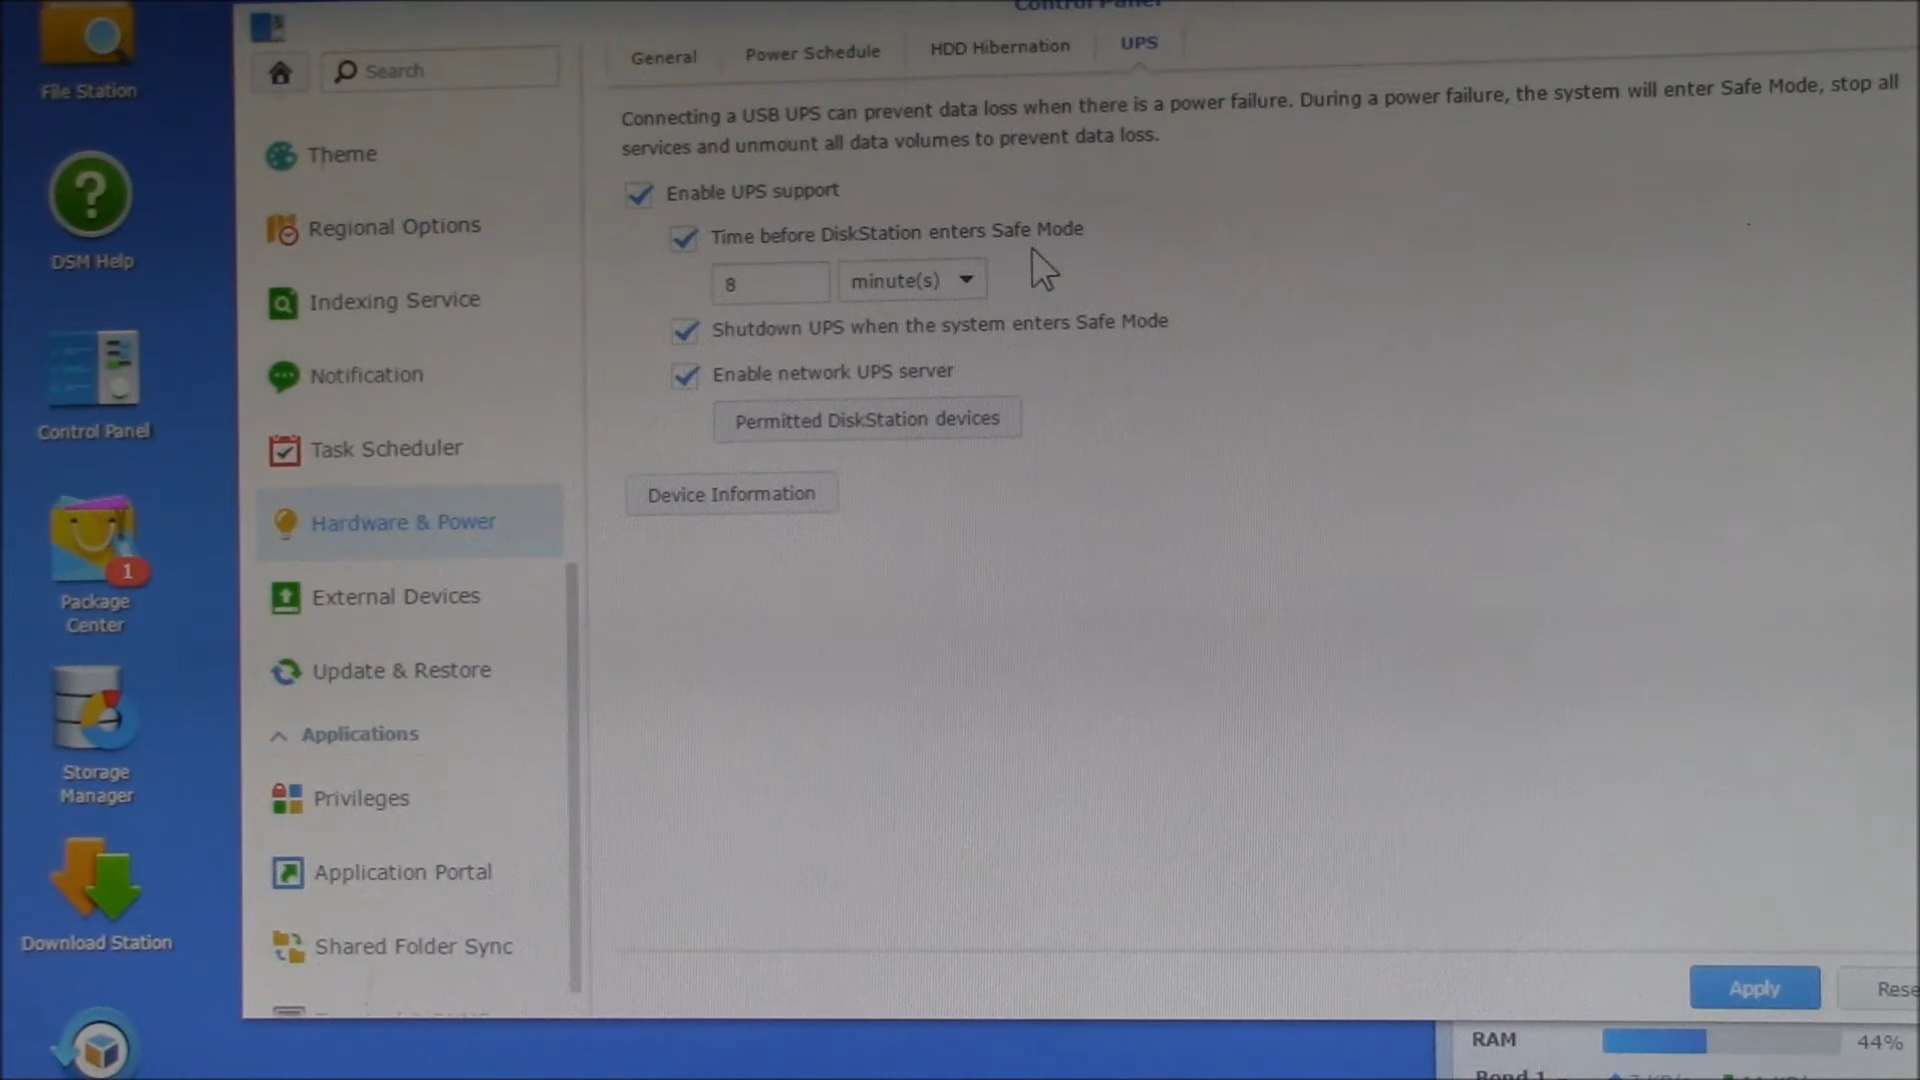 Control Panel
File Station
DSM Help
Control Panel
1
Package
Center
Storage
Manager
Download Station
Search
Theme
Regional Options
Indexing Service
Notification
Task Scheduler
Hardware & Power
External Devices
Update & Restore
Applications
Privileges
Application Portal
Shared Folder Sync
General
Power Schedule
HDD Hibernation
UPS
Connecting a USB UPS can prevent data loss when there is a power failure. During a power failure, the system will enter Safe Mode, stop all
services and unmount all data volumes to prevent data loss.
Enable UPS support
Time before DiskStation enters Safe Mode
8
minute(s)
Shutdown UPS when the system enters Safe Mode
Enable network UPS server
Permitted DiskStation devices
Device Information
Apply
Rese
RAM
44%